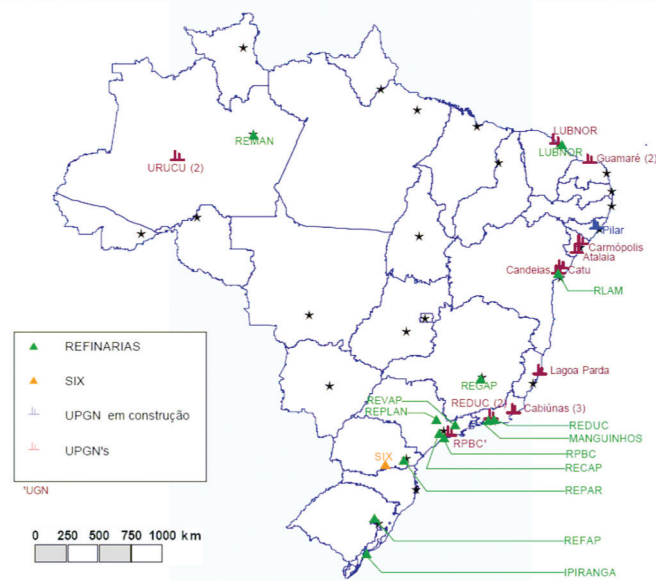 REMAN
URUCU (2)
LUBNOR
LUBNOR
Guamaré (2)
Pilar
Carmópolis
Atalaia
Candeias
Catu
RLAM
REFINARIAS
SIX
UPGN em construção
UPGN's
*UGN
Lagoa Parda
REGAP
REVAP
REDUC (2)
Cabiúnas (3)
REPLAN
REDUC
MANGUINHOS
RPBC*
RPBC
SIX
RECAP
REPAR
REFAP
IPIRANGA
0 250 500 750 1000 km